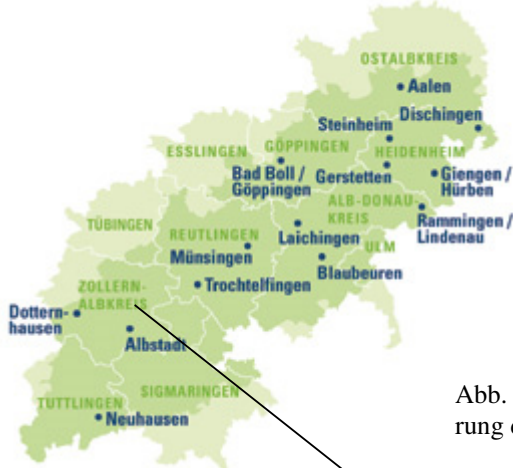 OSTALBKREIS
Aalen
Dischingen
Steinheim
ESSLINGEN
GÖPPINGEN
HEIDENHEIM
Bad Boll /
Göppingen
Gerstetten
Giengen /
Hürben
ALB-DONAU-
KREIS
TÜBINGEN
REUTLINGEN
Laichingen
Rammingen /
Lindenau
ULM
Münsingen
Blaubeuren
ZOLLERN-
ALBKREIS
Trochtelfingen
Dottern-
hausen
Albstadt
SIGMARINGEN
TUTTLINGEN
Neuhausen
Abb.
rung